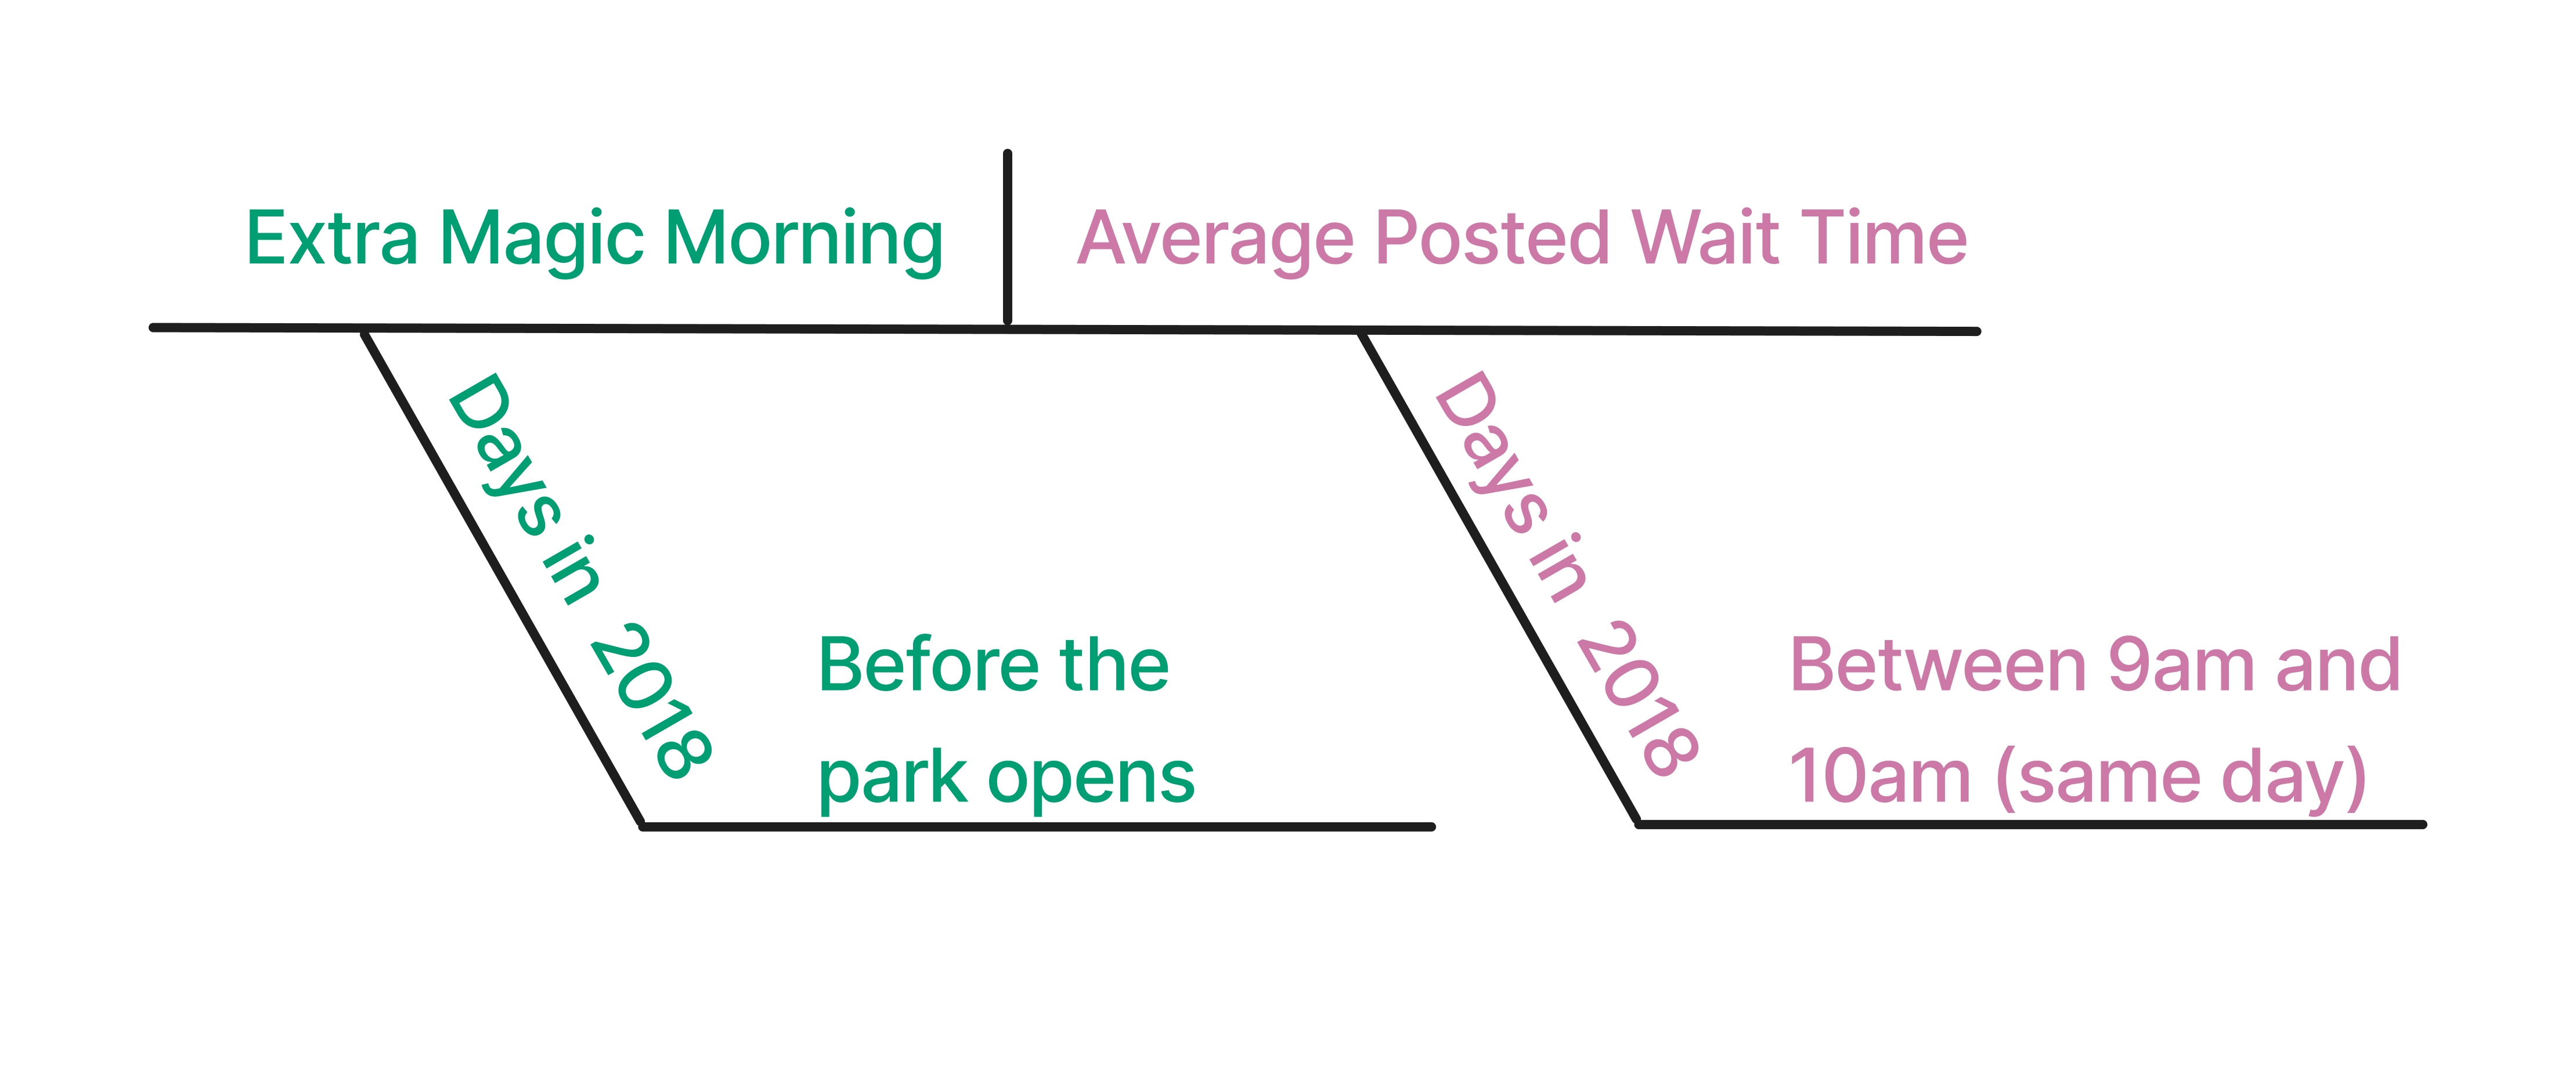 Extra Magic Morning
Average Posted Wait Time
Days in 2018
Before the
park opens
Days in 2018
Between 9am and
10am (same day)